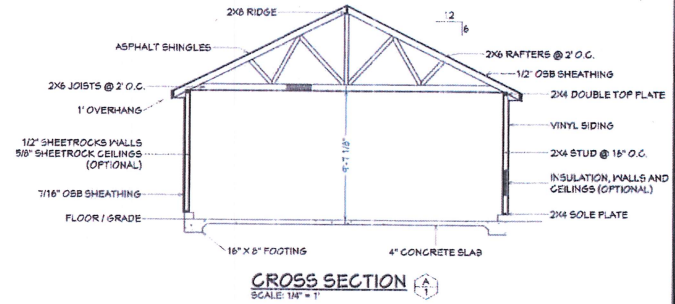 2X8 RIDGE
12
6
ASPHALT SHINGLES
2X6 RAFTERS @ 2' O.C.
1/2" OSB SHEATHING
2X6 JOISTS @ 2' O.C.
2X4 DOUBLE TOP PLATE
1' OVERHANG
VINYL SIDING
1/2" SHEETROCKS WALLS
5/8" SHEETROCK CEILINGS
(OPTIONAL)
9'-7 1/8"
2X4 STUD @ 16" O.C.
INSULATION, WALLS AND
CEILINGS (OPTIONAL)
7/16" OSB SHEATHING
FLOOR / GRADE
2X4 SOLE PLATE
16" X 8" FOOTING
4" CONCRETE SLAB
CROSS SECTION
A
1
SCALE: 1/4" = 1'